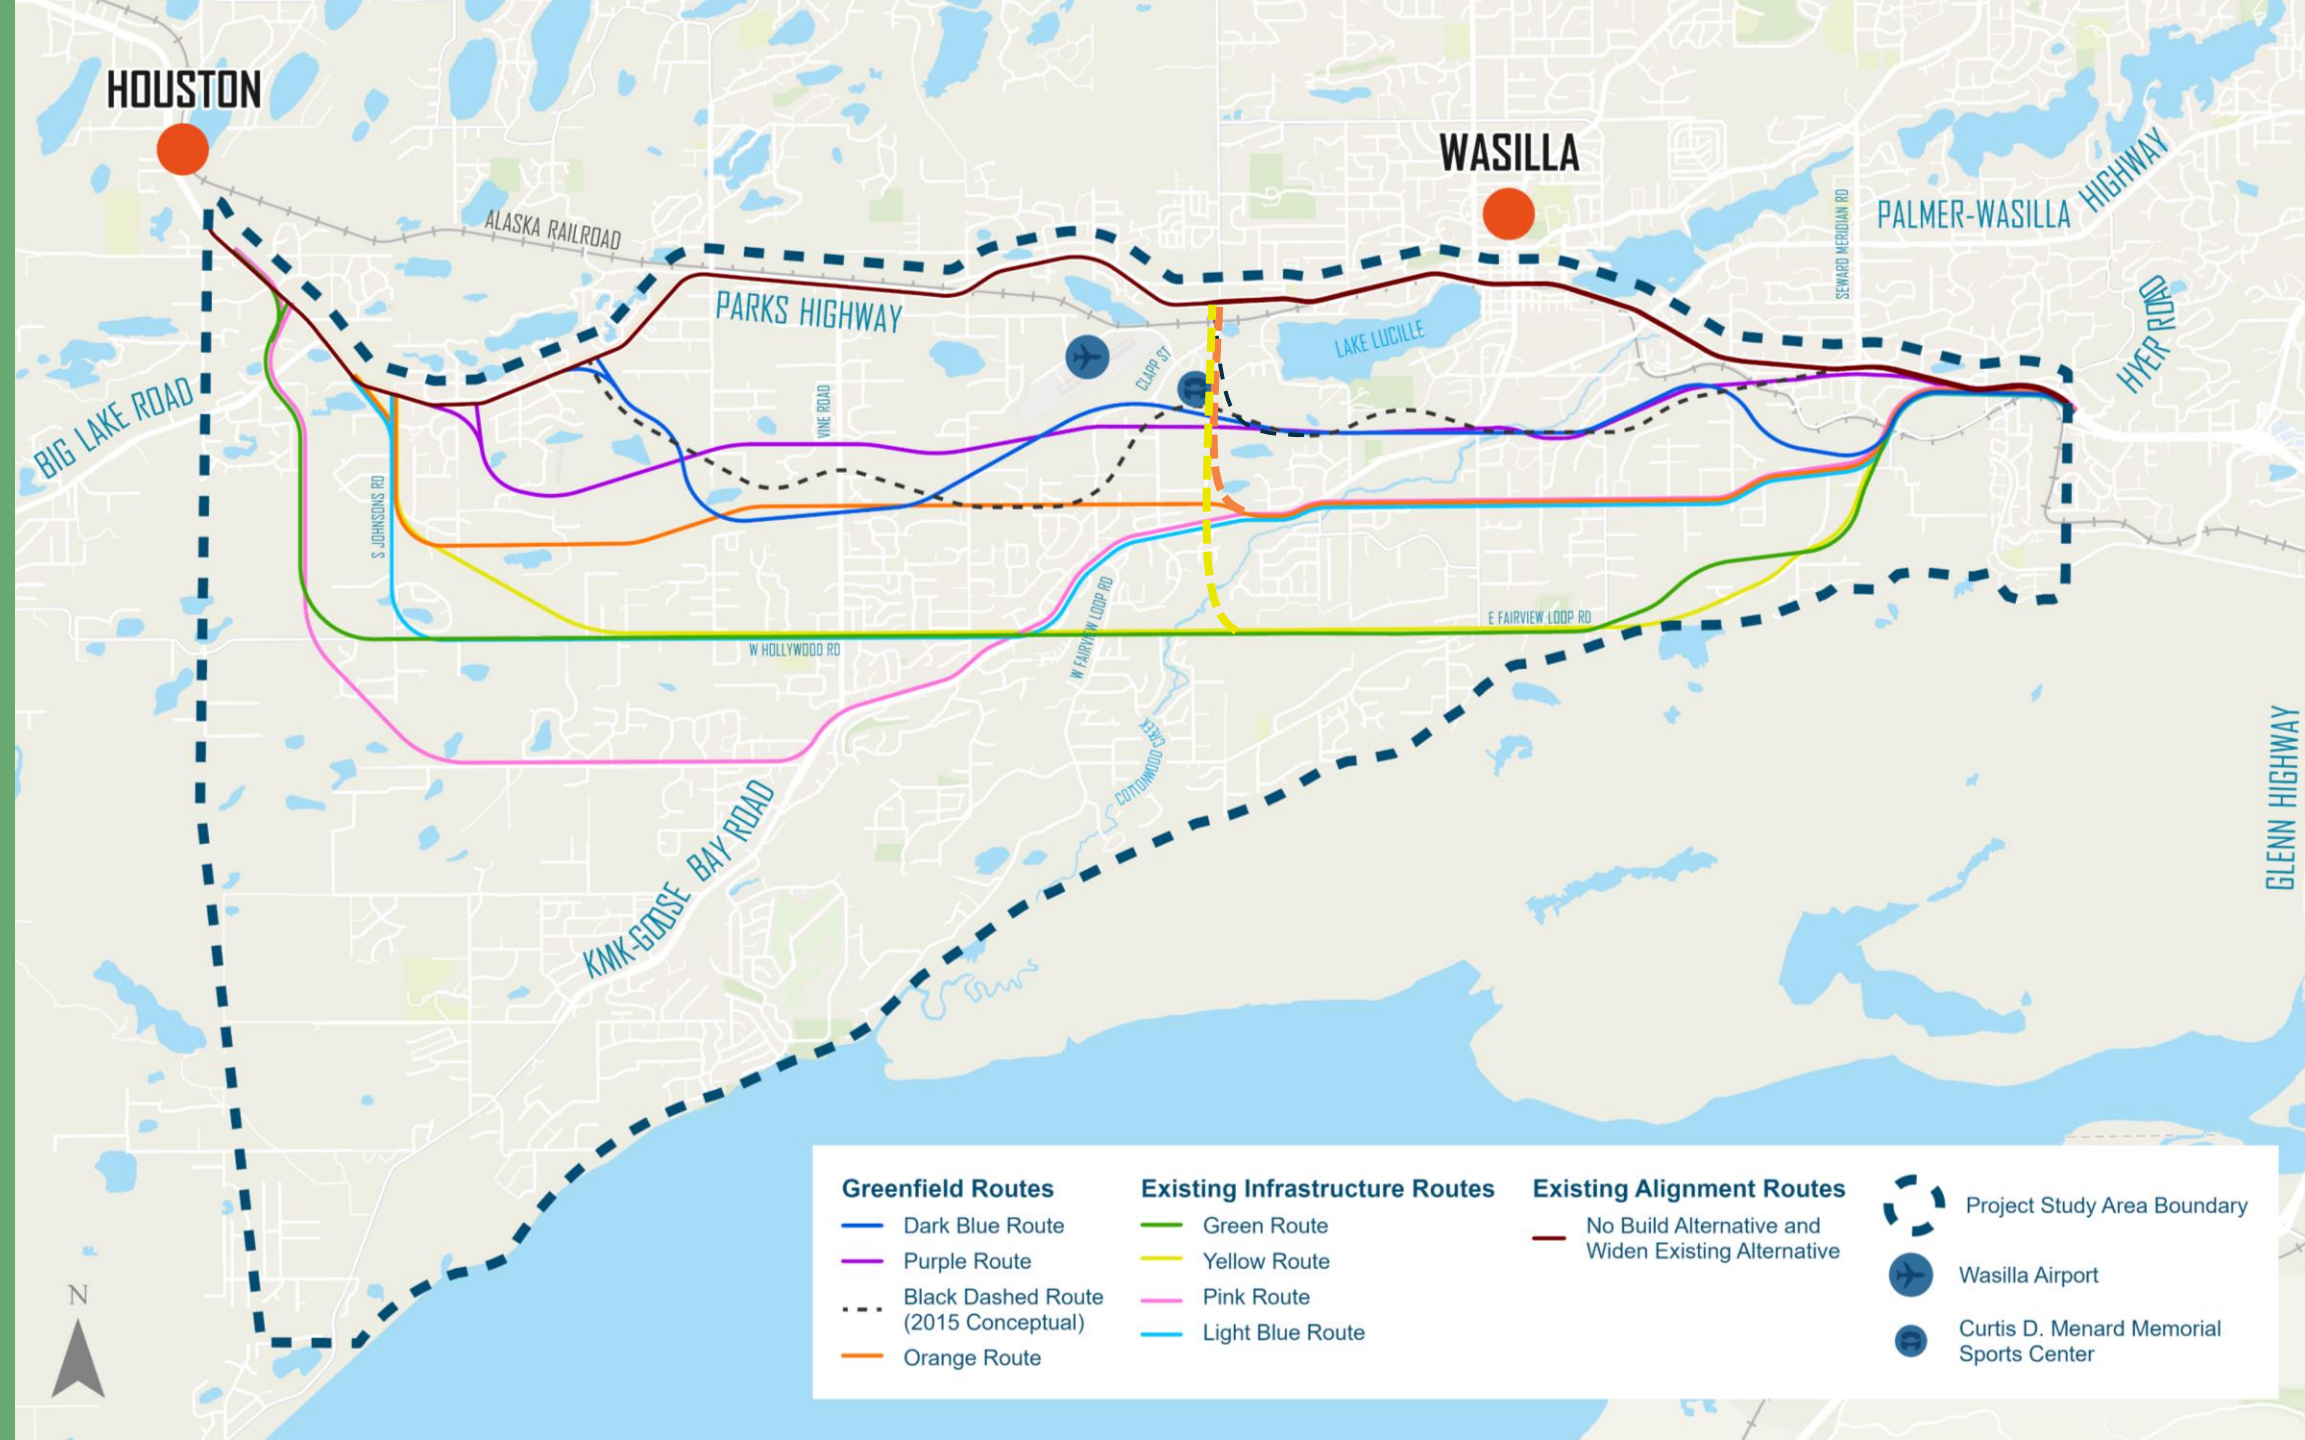 HOUSTON
WASILLA
PALMER-WASILLA HIGHWAY
SEWARD MERIDIAN RD
ALASKA RAILROAD
PARKS HIGHWAY
LAKE LUCILLE
HYER ROAD
CLAPP ST
BIG LAKE ROAD
VINE ROAD
S JOHNSONS RD
W FAIRVIEW LOOP RD
E FAIRVIEW LOOP RD
W HOLLYWOOD RD
COTTONWOOD CREEK
KMK-GOOSE BAY ROAD
GLENN HIGHWAY
N
Greenfield Routes
Dark Blue Route
Purple Route
Black Dashed Route
(2015 Conceptual)
Orange Route
Existing Infrastructure Routes
Green Route
Yellow Route
Pink Route
Light Blue Route
Existing Alignment Routes
No Build Alternative and
Widen Existing Alternative
Project Study Area Boundary
Wasilla Airport
Curtis D. Menard Memorial
Sports Center